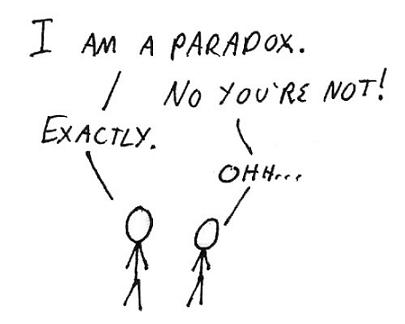 I AM A PARADOX.
NO YOU'RE NOT!
EXACTLY.
OHH...